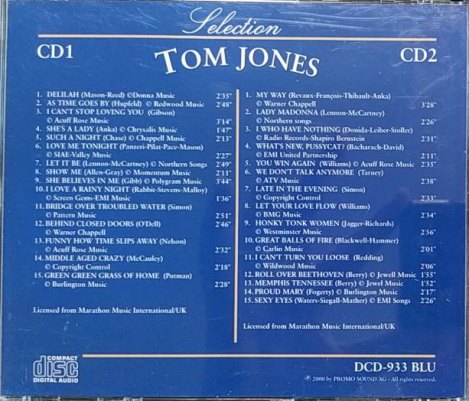 Selection
CD1
TOM JONES
CD2
1. DELILAH (Mason-Reed) ©Donna Music 2'35"
2. AS TIME GOES BY (Hupfeld) © Redwood Music 2'48"
3. I CAN'T STOP LOVING YOU (Gibson)
© Acuff Rose Music 3'14"
4. SHE'S A LADY (Anka) © Chrysalis Music 1'47"
5. SUCH A NIGHT (Chase) © Chappell Music 2'13"
6. LOVE ME TONIGHT (Panzeri-Pilat-Pace-Mason)
© SMC-Valley Music 2'27"
7. LET IT BE (Lennon-McCartney) © Northern Songs 2'49"
8. SHOW ME (Allen-Gray) © Momentum Music 2'11"
9. SHE BELIEVES IN ME (Gibb) © Polygram Music 3'44"
10. I LOVE A RAINY NIGHT (Rabbit-Stevens-Malloy)
© Screen Gems-EMI Music 1'36"
11. BRIDGE OVER TROUBLED WATER (Simon)
© Pattern Music 2'51"
12. BEHIND CLOSED DOORS (O'Dell) 2'46"
© Warner Chappell
13. FUNNY HOW TIME SLIPS AWAY (Nelson)
© Acuff Rose Music 2'32"
14. MIDDLE AGED CRAZY (McCauley)
© Copyright Control 2'18"
15. GREEN GREEN GRASS OF HOME (Putman)
© Burlington Music 2'28"
Licensed from Marathon Music International/UK
1. MY WAY (Revaux-François-Thibault-Anka)
© Warner Chappell 3'28"
2. LADY MADONNA (Lennon-McCartney)
© Northern songs 2'26"
3. I WHO HAVE NOTHING (Donida-Leiber-Stoller)
© Radio Records-Shapiro Bernstein 2'31"
4. WHAT'S NEW, PUSSYCAT? (Bacharach-David)
© EMI United Partnership 2'11"
5. YOU WIN AGAIN (Williams) © Acuff Rose Music 2'35"
6. WE DON'T TALK ANYMORE (Tarney)
© ATV Music 2'38"
7. LATE IN THE EVENING (Simon)
© Copyright Control 2'31"
8. LET YOUR LOVE FLOW (Williams)
© BMG Music 2'34"
9. HONKY TONK WOMEN (Jagger-Richards)
© Westminster Music 2'56"
10. GREAT BALLS OF FIRE (Blackwell-Hammer)
© Carlin Music 2'01"
11. I CAN'T TURN YOU LOOSE (Redding)
© Wildwood Music 2'06"
12. ROLL OVER BEETHOVEN (Berry) © Jewell Music 1'55"
13. MEMPHIS TENNESSEE (Berry) © Jewel Music 1'52"
14. PROUD MARY (Fogerty) © Burlington Music 2'17"
15. SEXY EYES (Waters-Stegall-Mather) © EMI Songs 2'26"
Licensed from Marathon Music International/UK
COMPACT
disc
DIGITAL AUDIO
DCD-933 BLU
℗ 2000 by PROMO SOUND AG - All rights reserved.